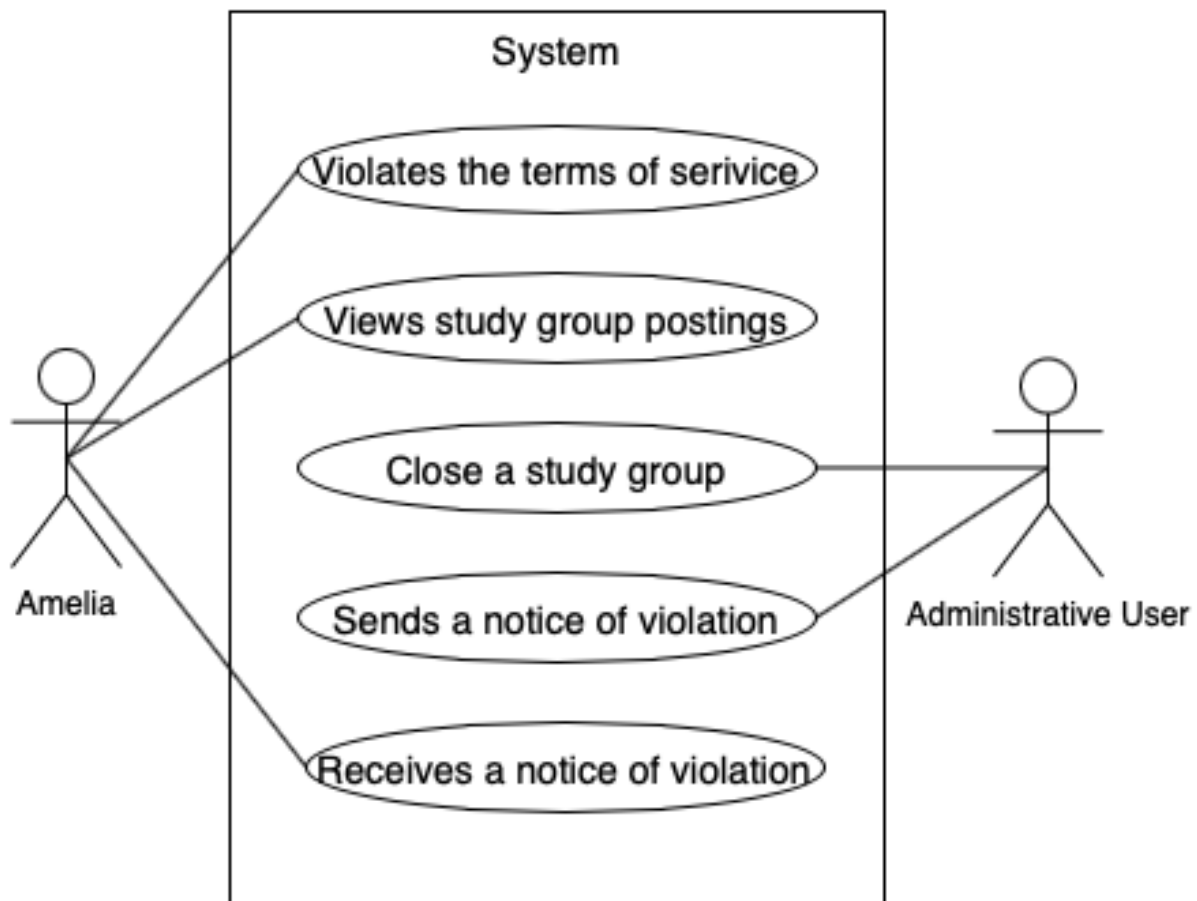 System
Violates the terms of serivice
Views study group postings
Close a study group
Sends a notice of violation
Receives a notice of violation
Amelia
Administrative User